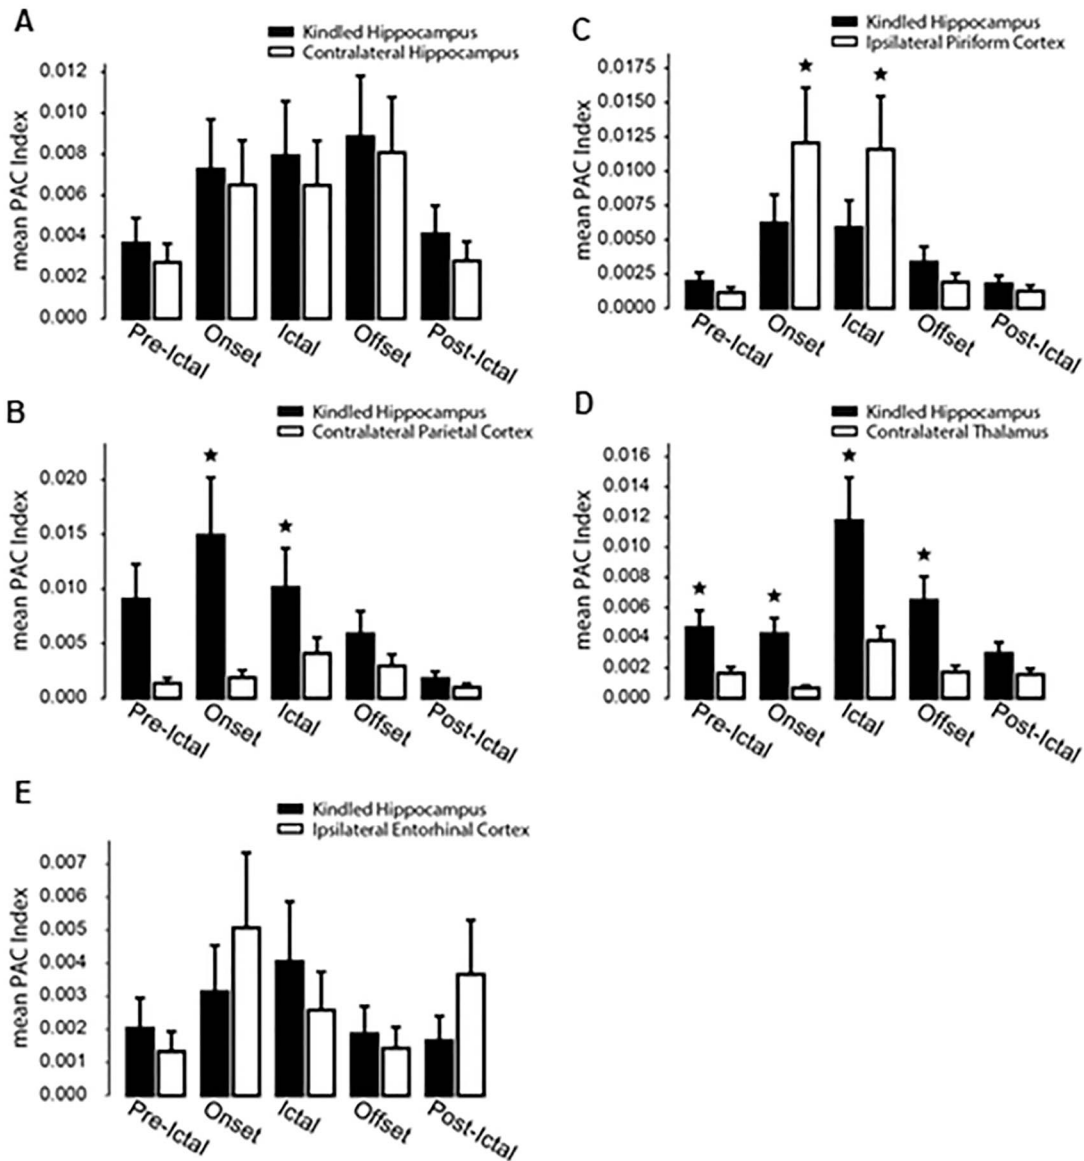 A
Kindled Hippocampus
Contralateral Hippocampus
mean PAC Index
0.012
0.010
0.008
0.006
0.004
0.002
0.000
Pre-Ictal
Onset
Ictal
Offset
Post-Ictal
B
Kindled Hippocampus
Contralateral Parietal Cortex
mean PAC Index
0.020
0.015
0.010
0.005
0.000
Pre-Ictal
Onset
Ictal
Offset
Post-Ictal
C
Kindled Hippocampus
Ipsilateral Piriform Cortex
mean PAC Index
0.0175
0.0150
0.0125
0.0100
0.0075
0.0050
0.0025
0.0000
Pre-Ictal
Onset
Ictal
Offset
Post-Ictal
D
Kindled Hippocampus
Contralateral Thalamus
mean PAC Index
0.016
0.014
0.012
0.010
0.008
0.006
0.004
0.002
0.000
Pre-Ictal
Onset
Ictal
Offset
Post-Ictal
E
Kindled Hippocampus
Ipsilateral Entorhinal Cortex
mean PAC Index
0.007
0.006
0.005
0.004
0.003
0.002
0.001
0.000
Pre-Ictal
Onset
Ictal
Offset
Post-Ictal